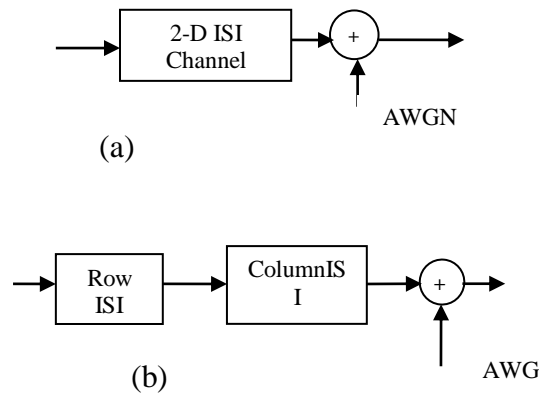 2-D ISI
Channel
+
AWGN
(a)
Row
ISI
ColumnIS
I
+
AWG
(b)